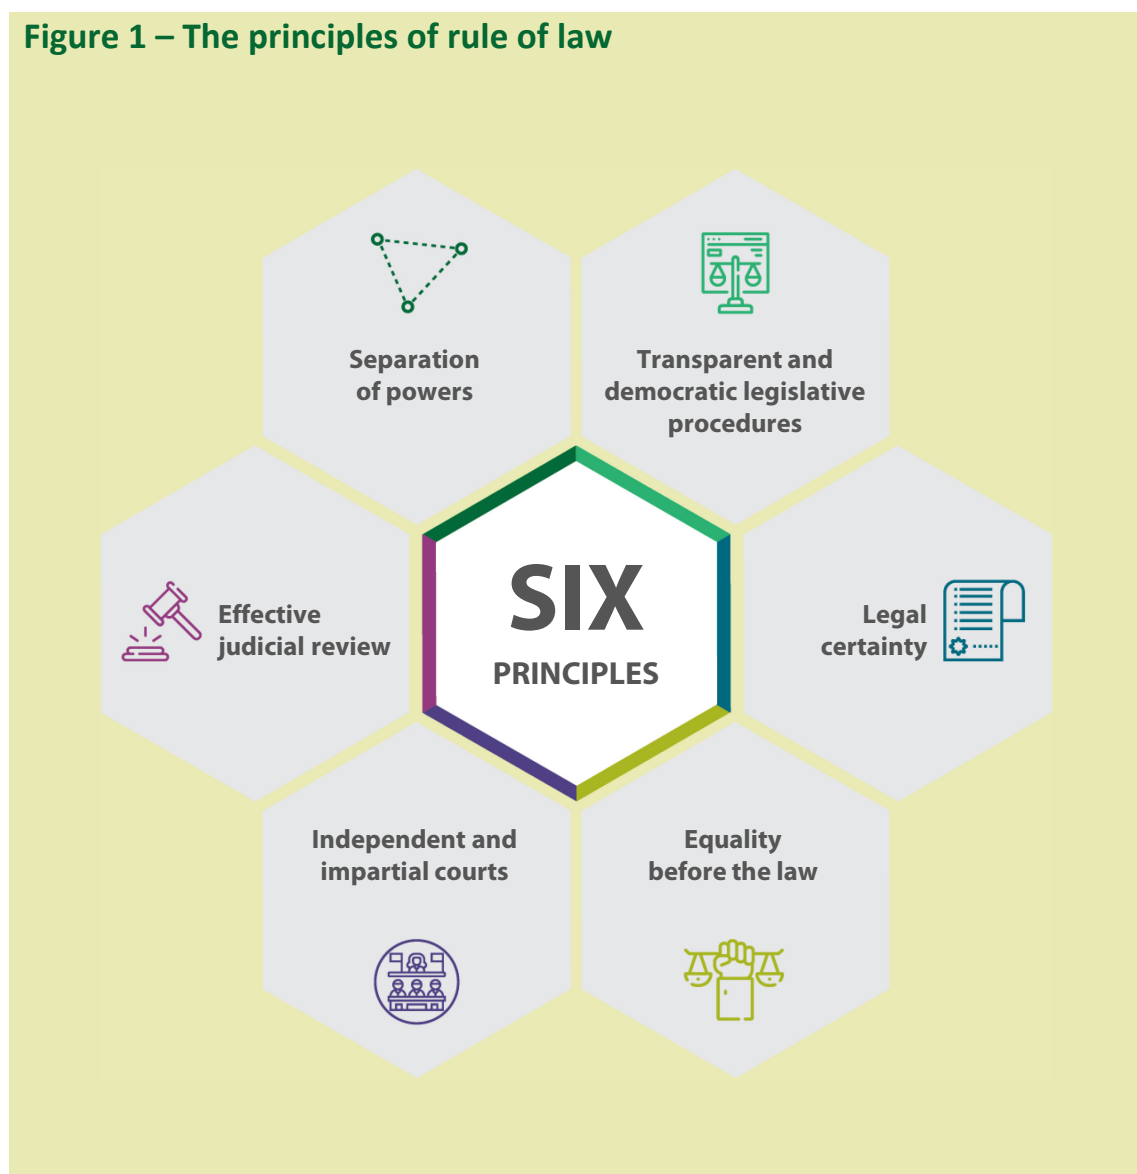 Figure 1 – The principles of rule of law
Separation
of powers
Transparent and
democratic legislative
procedures
Effective
judicial review
SIX
PRINCIPLES
Legal
certainty
Independent and
impartial courts
Equality
before the law